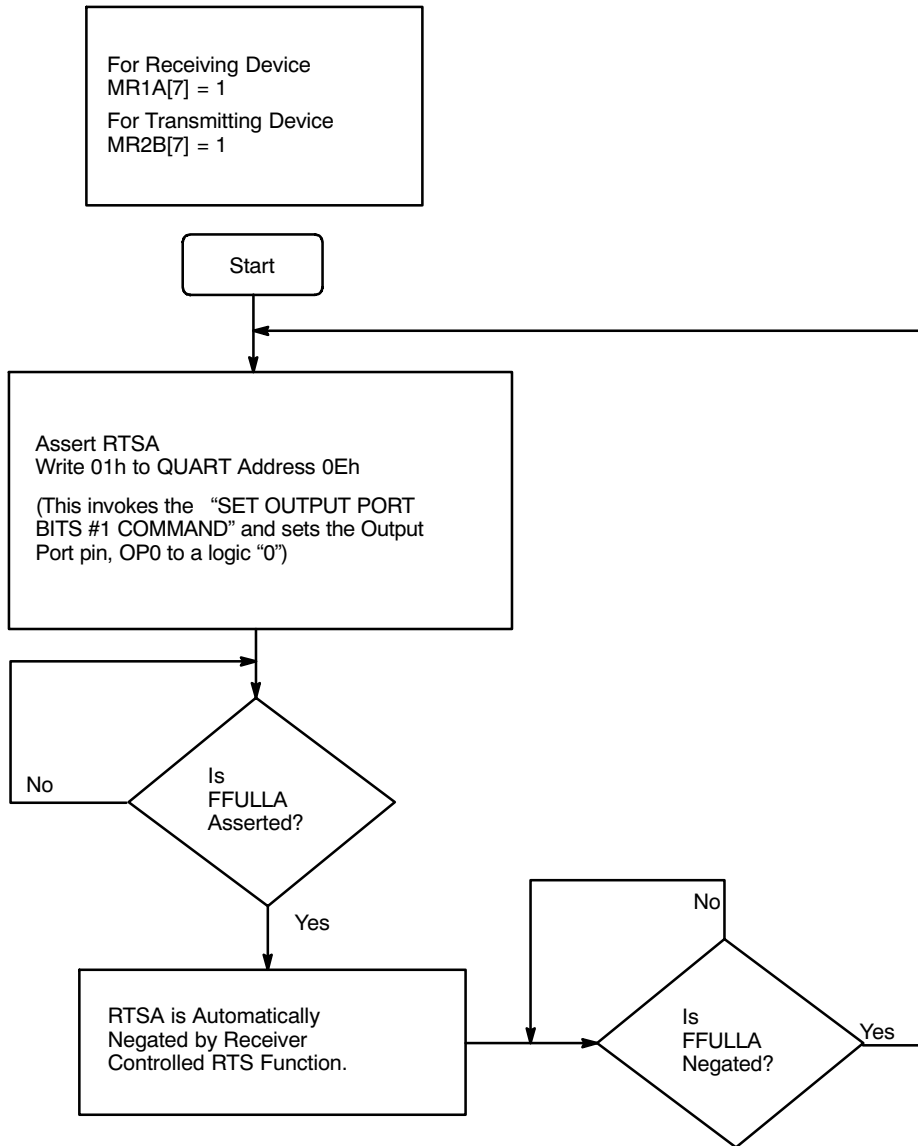 For Receiving Device
MR1A[7] = 1
For Transmitting Device
MR2B[7] = 1
Start
Assert RTSA
Write 01h to QUART Address 0Eh
(This invokes the “SET OUTPUT PORT
BITS #1 COMMAND” and sets the Output
Port pin, OP0 to a logic “0”)
No
Is
FFULLA
Asserted?
Yes
RTSA is Automatically
Negated by Receiver
Controlled RTS Function.
No
Is
FFULLA
Negated?
Yes